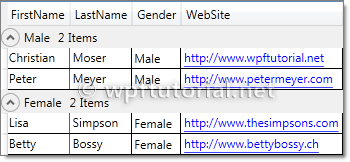 FirstName LastName Gender WebSite
Male 2 Items
Christian Moser Male http://www.wpftutorial.net
Peter Meyer Male http://www.petermeyer.com
© wpftutorial.net
Female 2 Items
Lisa Simpson Female http://www.thesimpsons.com
Betty Bossy Female http://www.bettybossy.ch